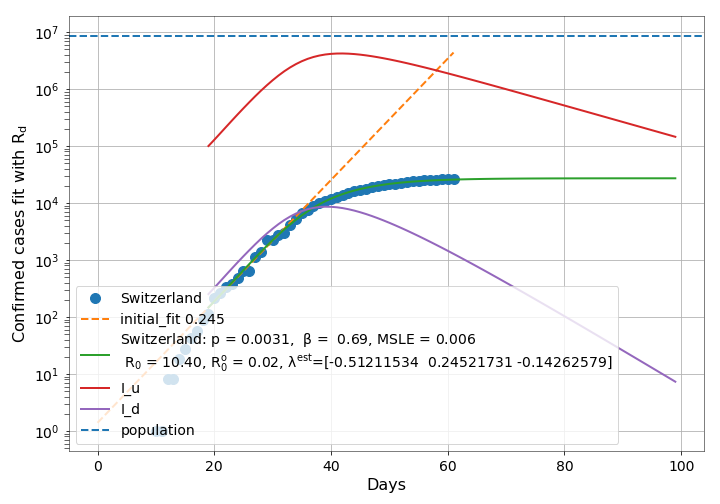 10⁷
10⁶
10⁵
10⁴
10³
10²
10¹
10⁰
Confirmed cases fit with R_d
Switzerland
initial_fit 0.245
Switzerland: p = 0.0031,  β =  0.69, MSLE = 0.006
R₀ = 10.40, R₀ᵒ = 0.02, λᵉˢᵗ=[-0.51211534  0.24521731 -0.14262579]
I_u
I_d
population
0 20 40 60 80 100
Days